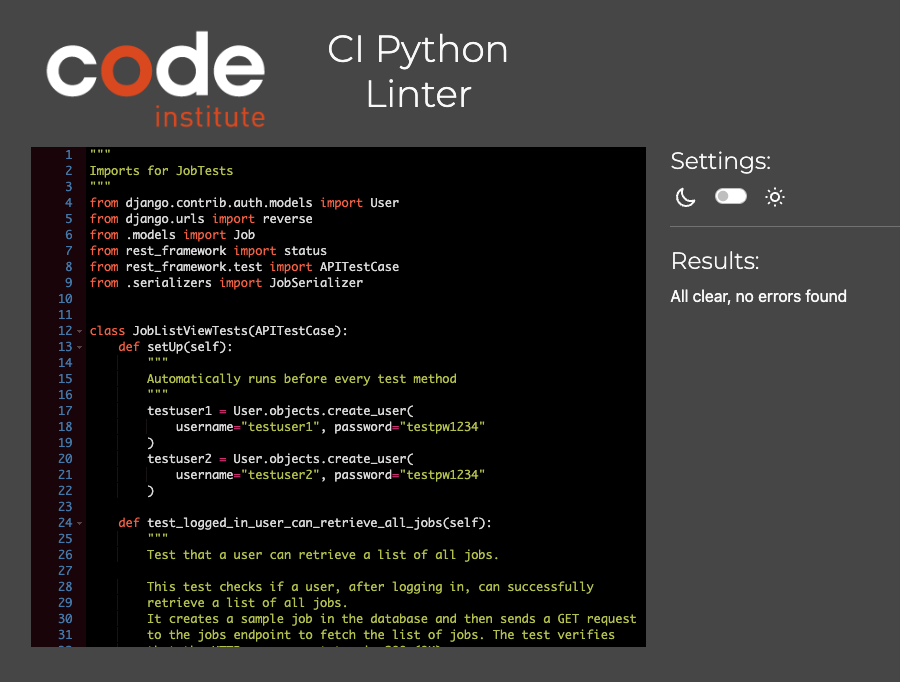 code
institute
CI Python
Linter
1 """
2 Imports for JobTests
3 """
4 from django.contrib.auth.models import User
5 from django.urls import reverse
6 from .models import Job
7 from rest_framework import status
8 from rest_framework.test import APITestCase
9 from .serializers import JobSerializer
10
11
12 class JobListViewTests(APITestCase):
13 def setUp(self):
14 """
15 Automatically runs before every test method
16 """
17 testuser1 = User.objects.create_user(
18 username="testuser1", password="testpw1234"
19 )
20 testuser2 = User.objects.create_user(
21 username="testuser2", password="testpw1234"
22 )
23
24 def test_logged_in_user_can_retrieve_all_jobs(self):
25 """
26 Test that a user can retrieve a list of all jobs.
27
28 This test checks if a user, after logging in, can successfully
29 retrieve a list of all jobs.
30 It creates a sample job in the database and then sends a GET request
31 to the jobs endpoint to fetch the list of jobs. The test verifies
Settings:
Results:
All clear, no errors found